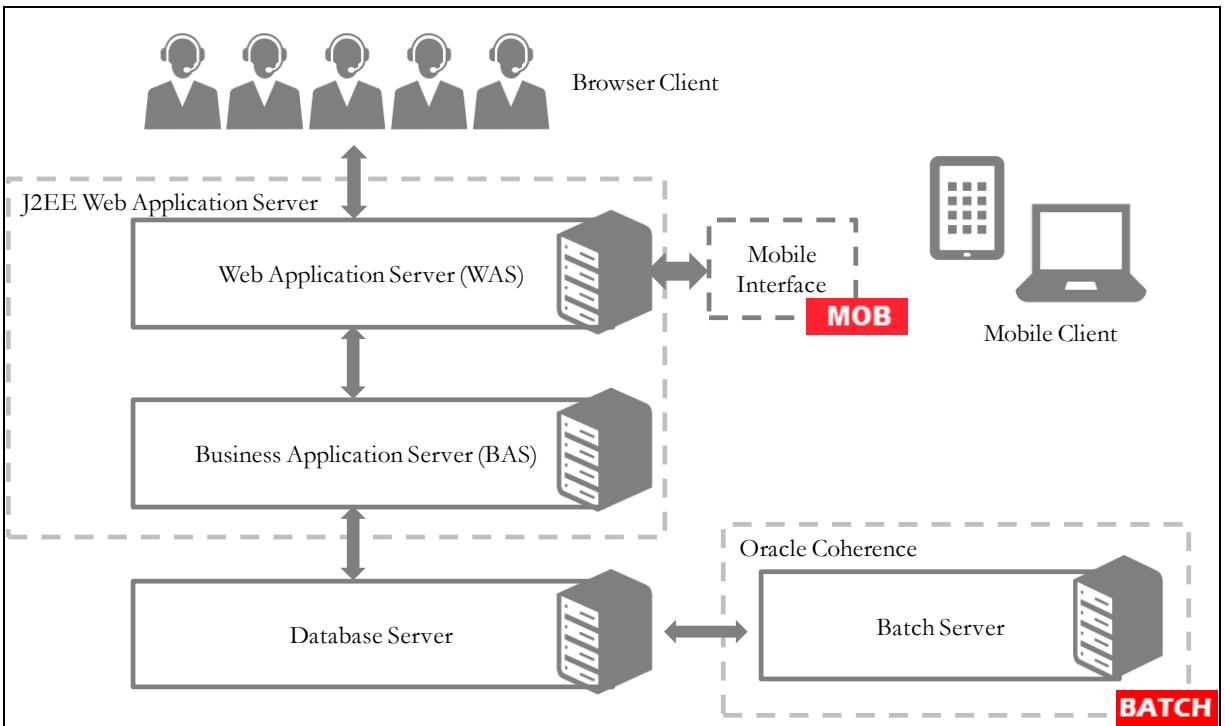 Browser Client
J2EE Web Application Server
Web Application Server (WAS)
Mobile
Interface
MOB
Mobile Client
Business Application Server (BAS)
Oracle Coherence
Database Server
Batch Server
BATCH